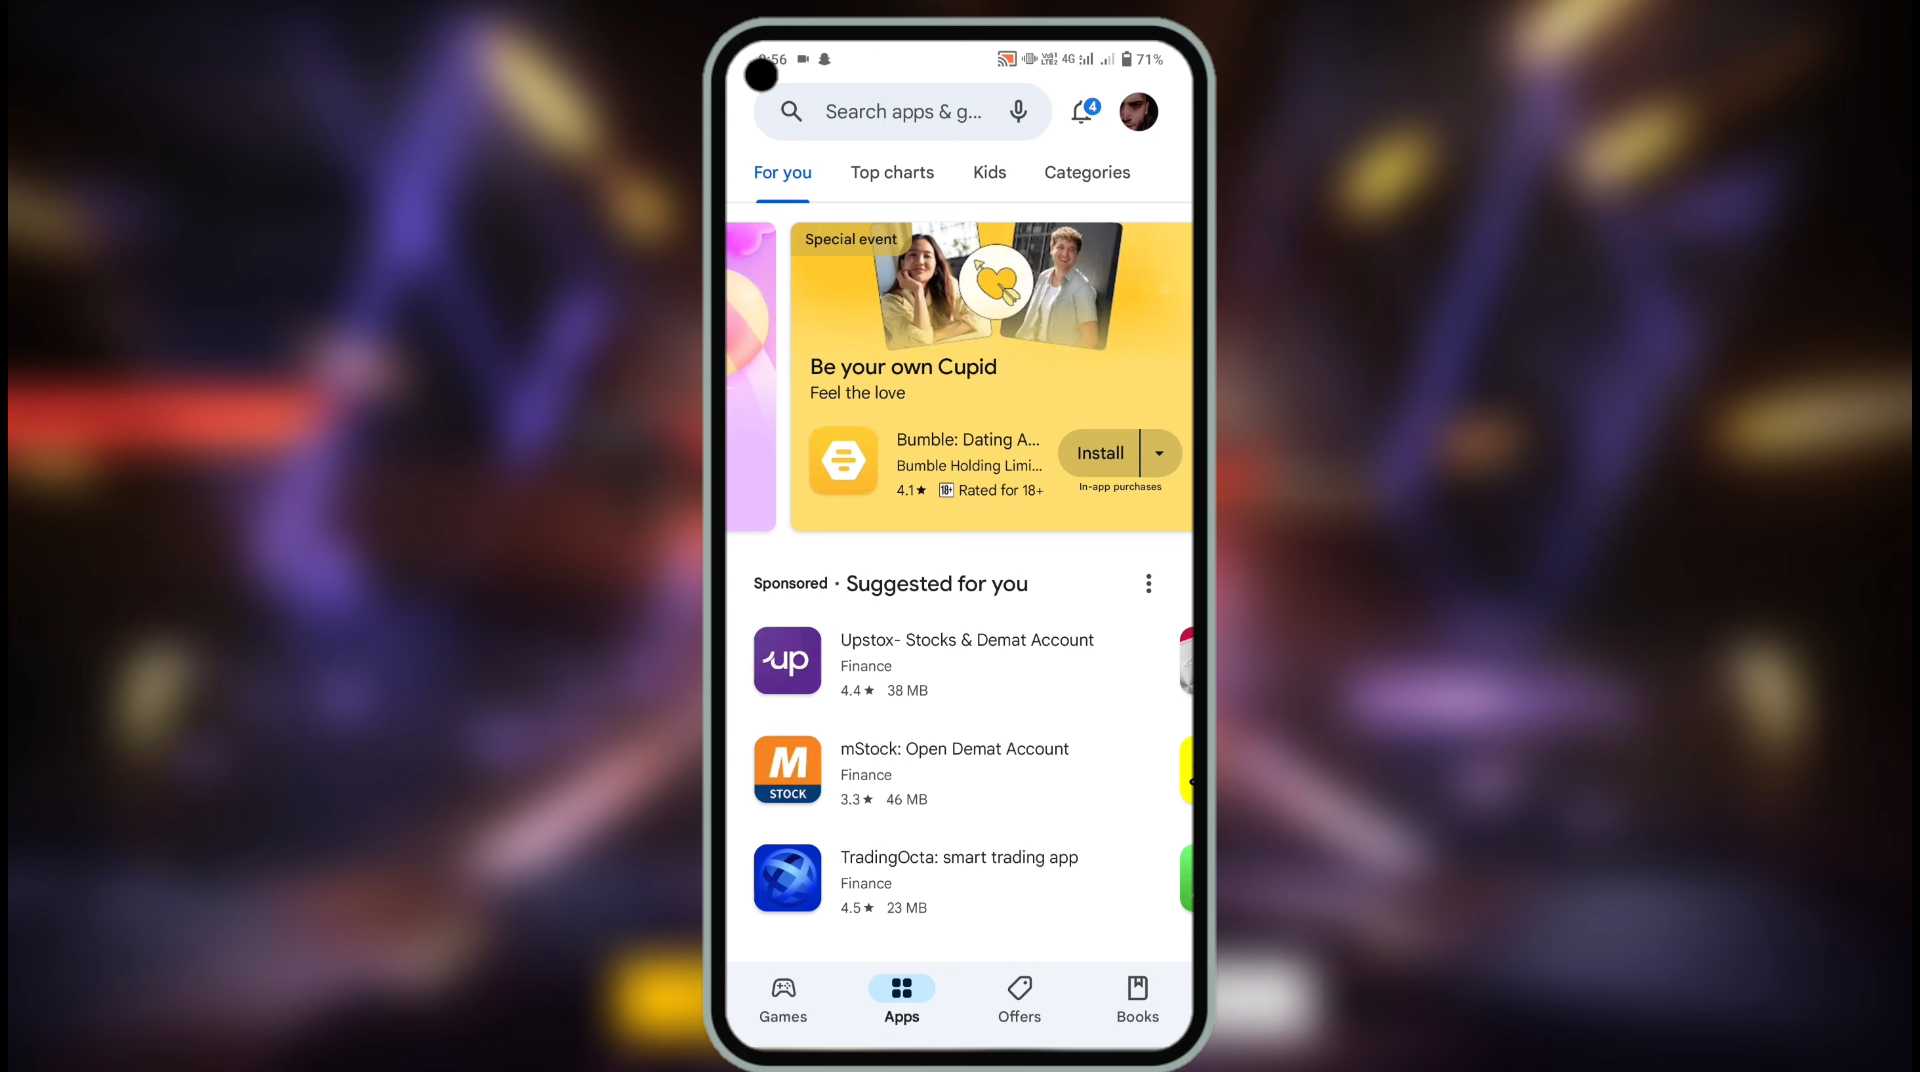 :56 4G 71%
Search apps & g... 4
For you Top charts Kids Categories
Special event
Be your own Cupid
Feel the love
Bumble: Dating A...
Bumble Holding Limi...
4.1★ 18+ Rated for 18+
Install
In-app purchases
Sponsored • Suggested for you
up
Upstox- Stocks & Demat Account
Finance
4.4★ 38 MB
M
STOCK
mStock: Open Demat Account
Finance
3.3★ 46 MB
TradingOcta: smart trading app
Finance
4.5★ 23 MB
Games Apps Offers Books